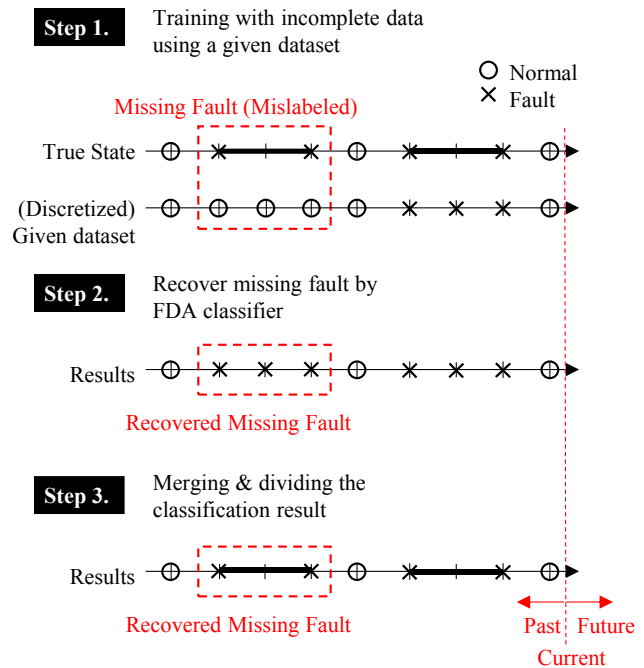 Step 1.
Training with incomplete data
using a given dataset
Normal
Fault
Missing Fault (Mislabeled)
True State
(Discretized)
Given dataset
Step 2.
Recover missing fault by
FDA classifier
Results
Recovered Missing Fault
Step 3.
Merging & dividing the
classification result
Results
Recovered Missing Fault
Past Future
Current